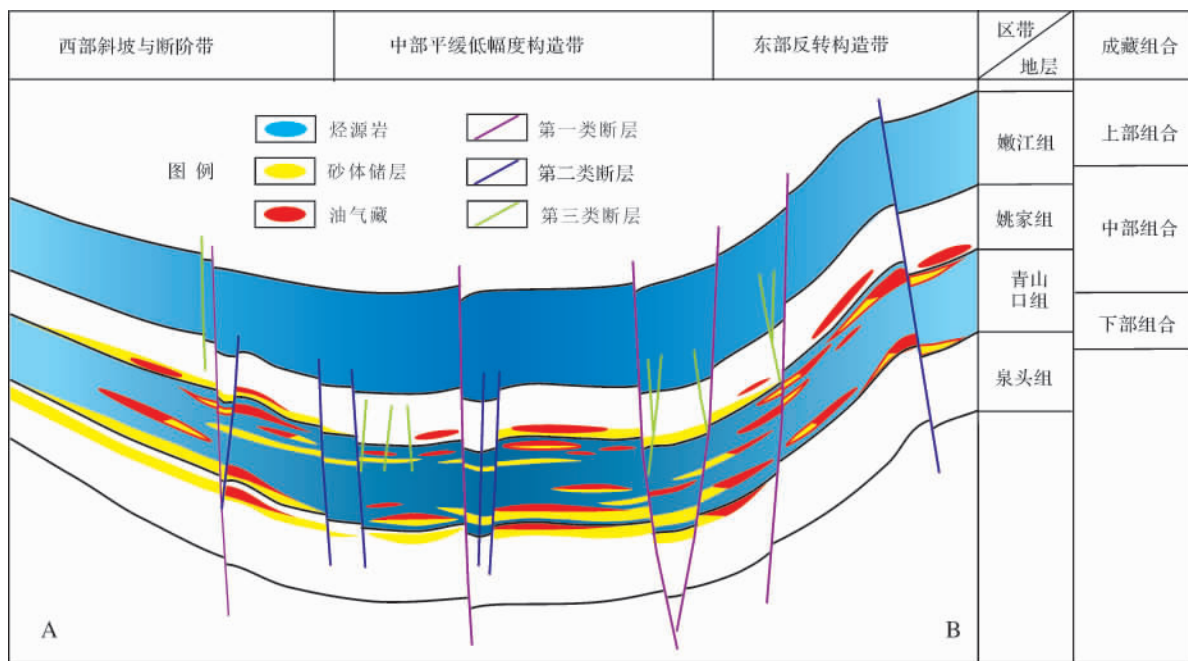 西部斜坡与断阶带
中部平缓低幅度构造带
东部反转构造带
区带
地层
成藏组合
图 例
烃源岩
砂体储层
油气藏
第一类断层
第二类断层
第三类断层
嫩江组
姚家组
青山
口组
泉头组
上部组合
中部组合
下部组合
A
B